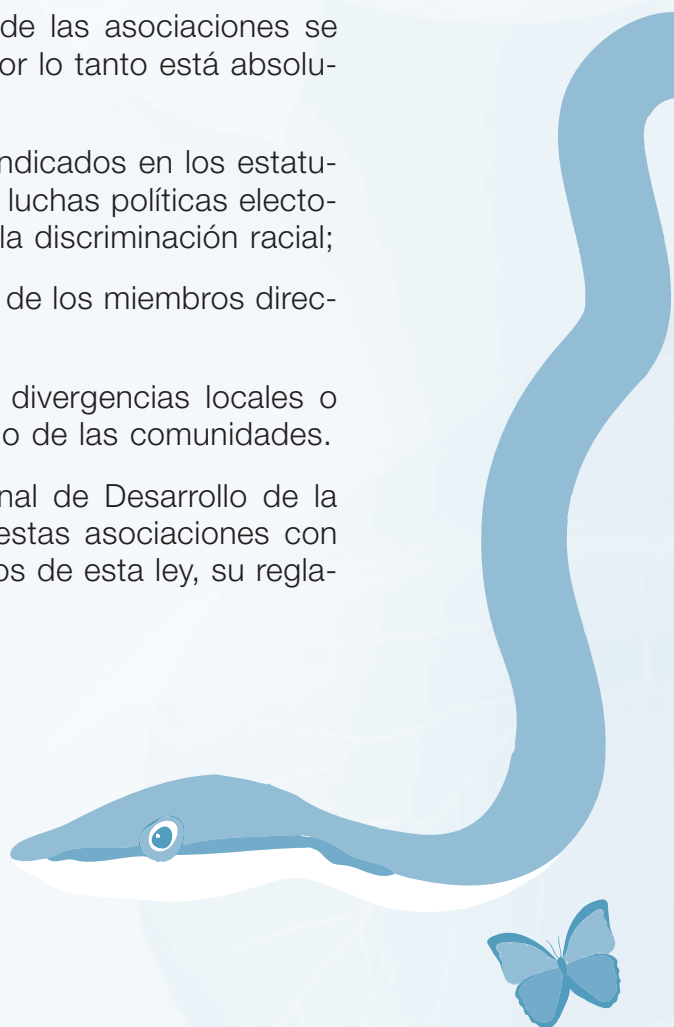 de las asociaciones se
or lo tanto está absolu-
ndicados en los estatu-
luchas políticas electo-
la discriminación racial;
de los miembros direc-
divergencias locales o
o de las comunidades.
nal de Desarrollo de la
estas asociaciones con
os de esta ley, su regla-